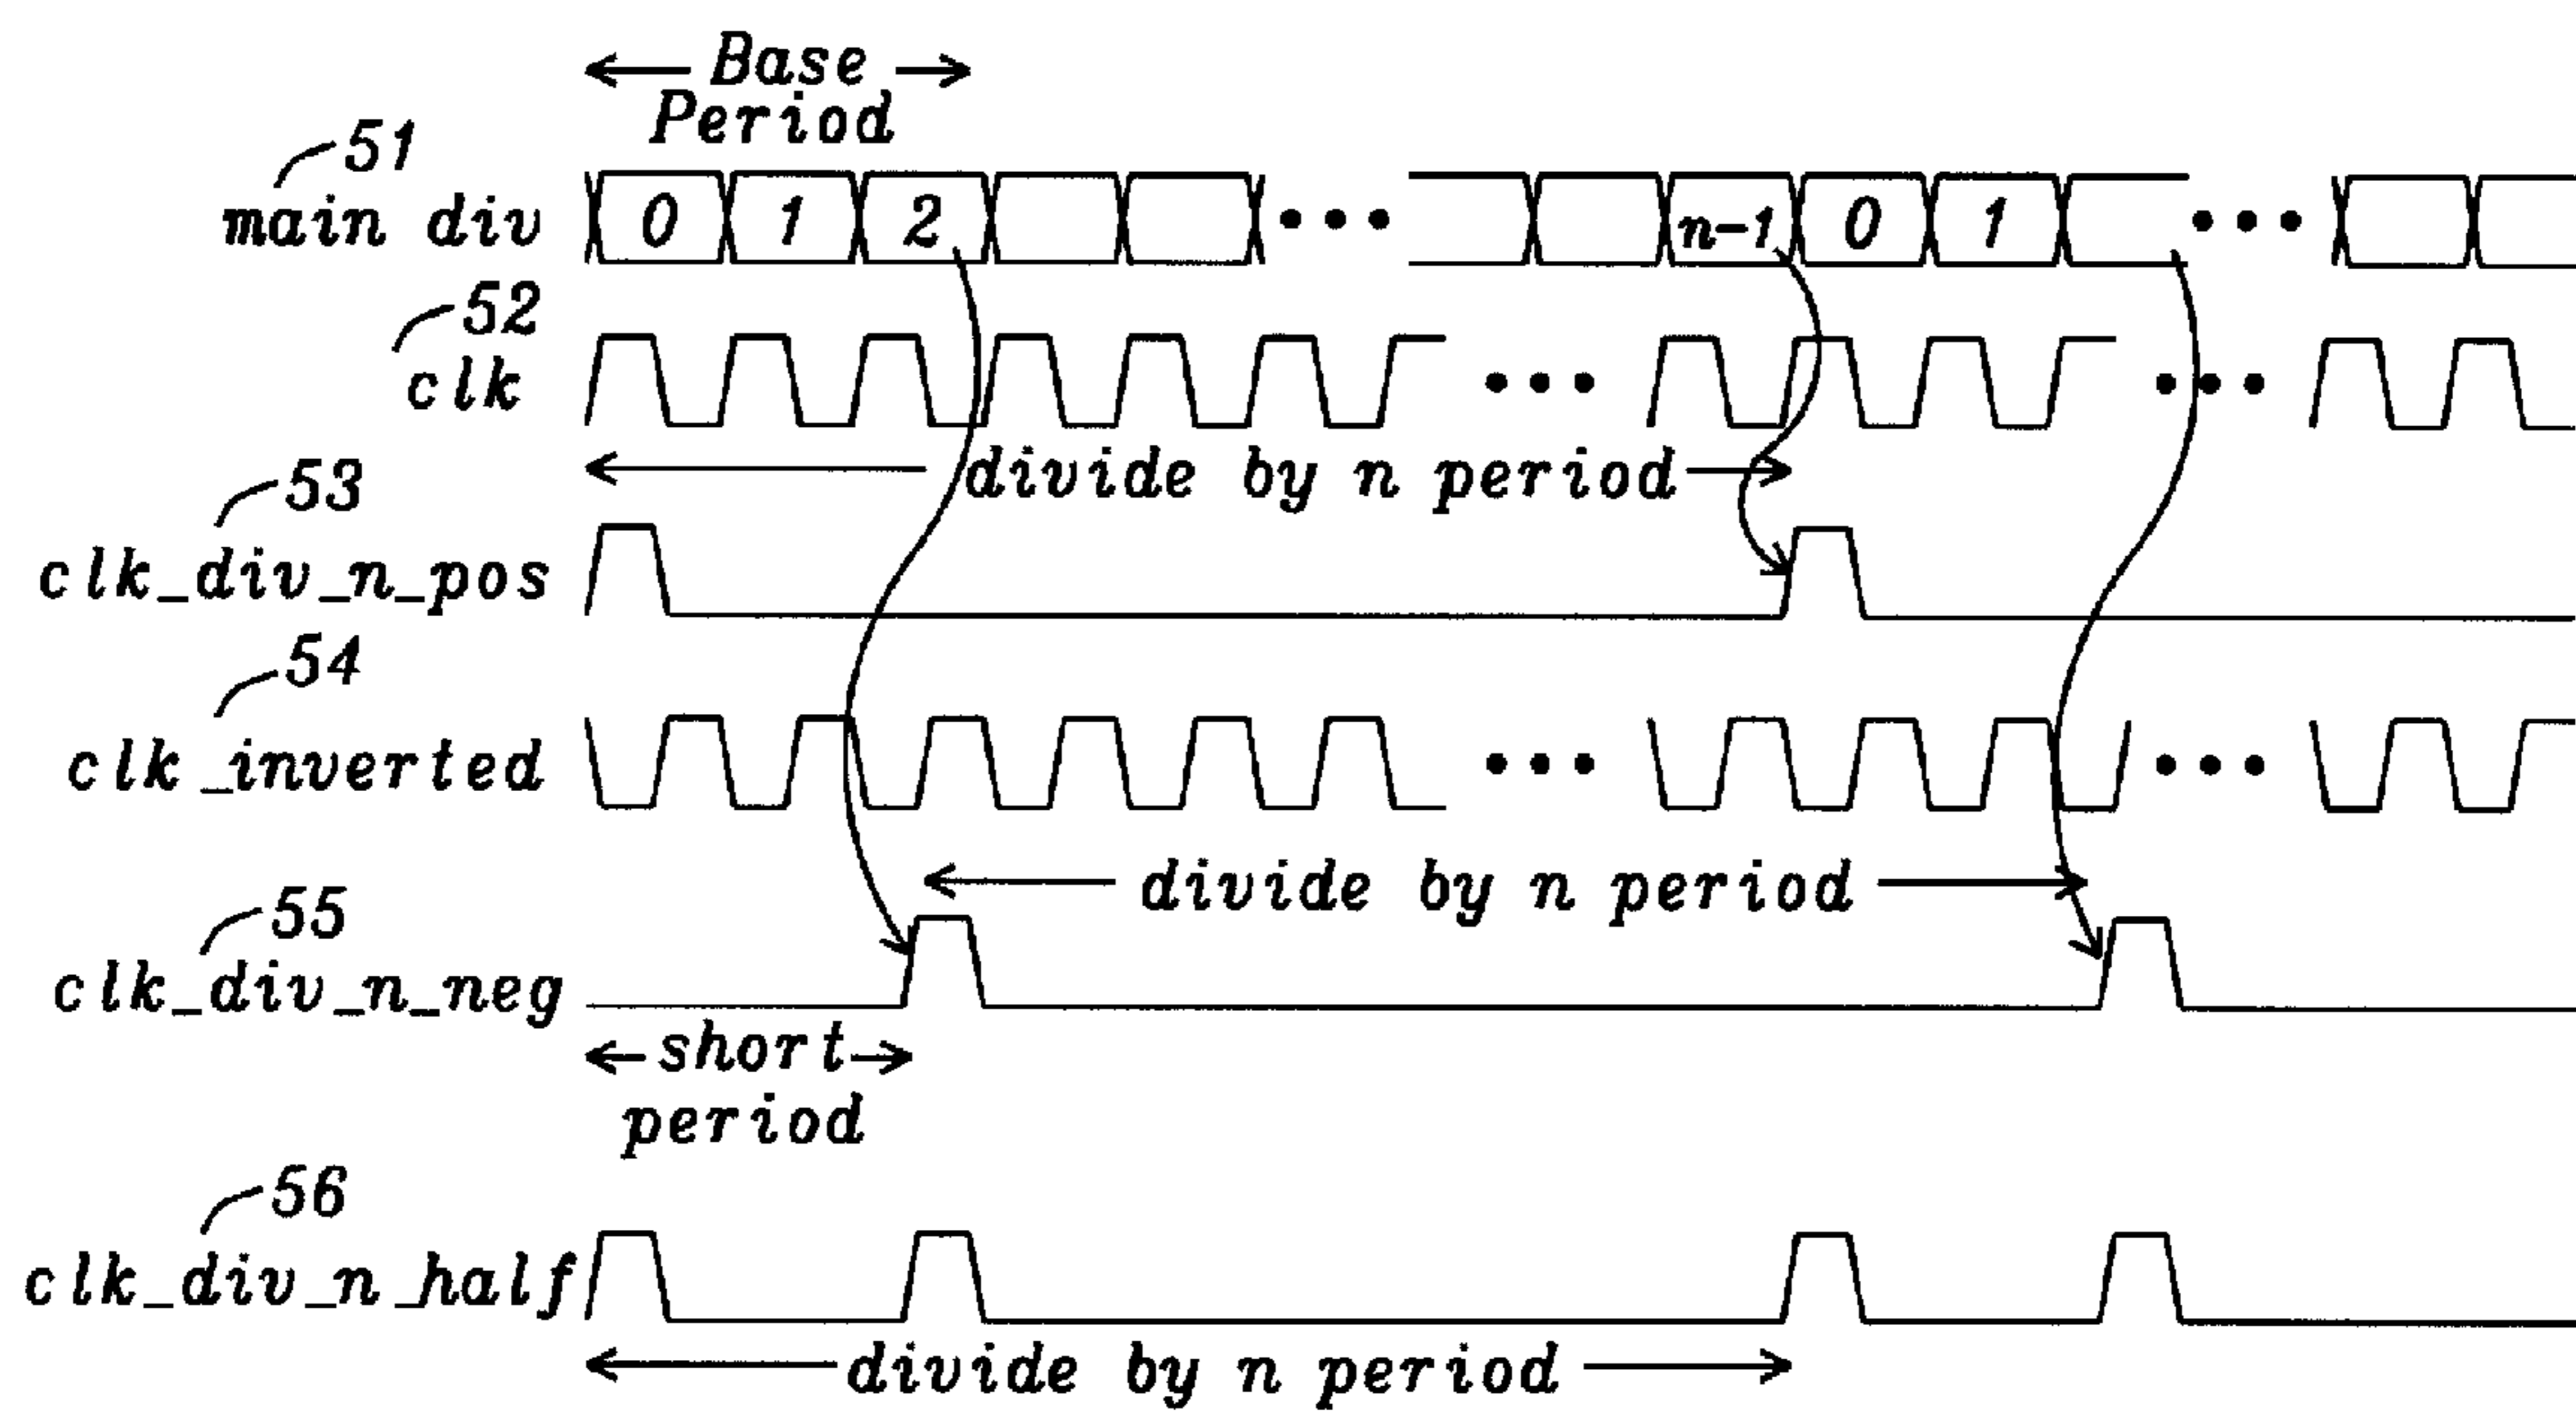 Base
Period
51
main div
0 1 2 • • • n-1 0 1 • • •
52
clk
• • • • • •
divide by n period
53
clk_div_n_pos
54
clk_inverted
• • • • • •
divide by n period
55
clk_div_n_neg
short
period
56
clk_div_n_half
divide by n period